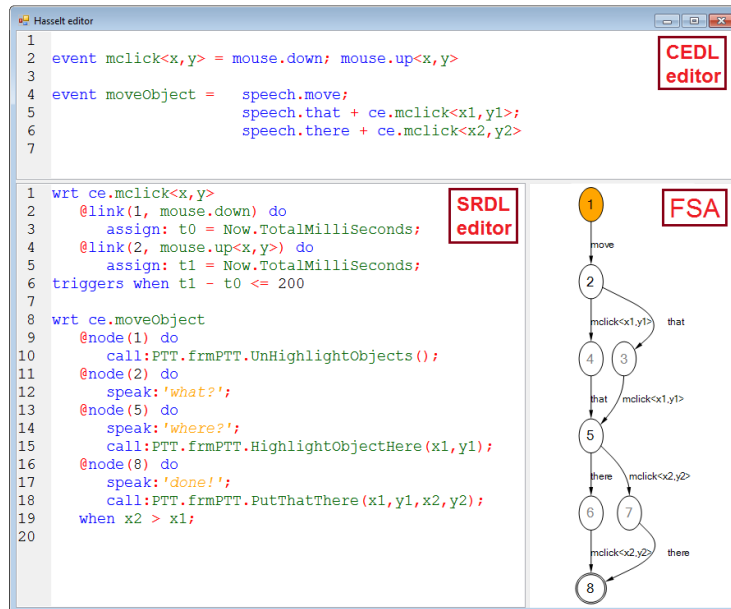 Hasselt editor
1
2 event mclick<x,y> = mouse.down; mouse.up<x,y>
3
4 event moveObject = speech.move;
5 speech.that + ce.mclick<x1,y1>;
6 speech.there + ce.mclick<x2,y2>
7
CEDL
editor
1 wrt ce.mclick<x,y>
2 @link(1, mouse.down) do
3 assign: t0 = Now.TotalMilliSeconds;
4 @link(2, mouse.up<x,y>) do
5 assign: t1 = Now.TotalMilliSeconds;
6 triggers when t1 - t0 <= 200
7
8 wrt ce.moveObject
9 @node(1) do
10 call:PTT.frmPTT.UnHighlightObjects();
11 @node(2) do
12 speak:'what?';
13 @node(5) do
14 speak:'where?';
15 call:PTT.frmPTT.HighlightObjectHere(x1,y1);
16 @node(8) do
17 speak:'done!';
18 call:PTT.frmPTT.PutThatThere(x1,y1,x2,y2);
19 when x2 > x1;
20
SRDL
editor
FSA
1
move
2
mclick<x1,y1> that
4 3
that mclick<x1,y1>
5
there mclick<x2,y2>
6 7
mclick<x2,y2> there
8